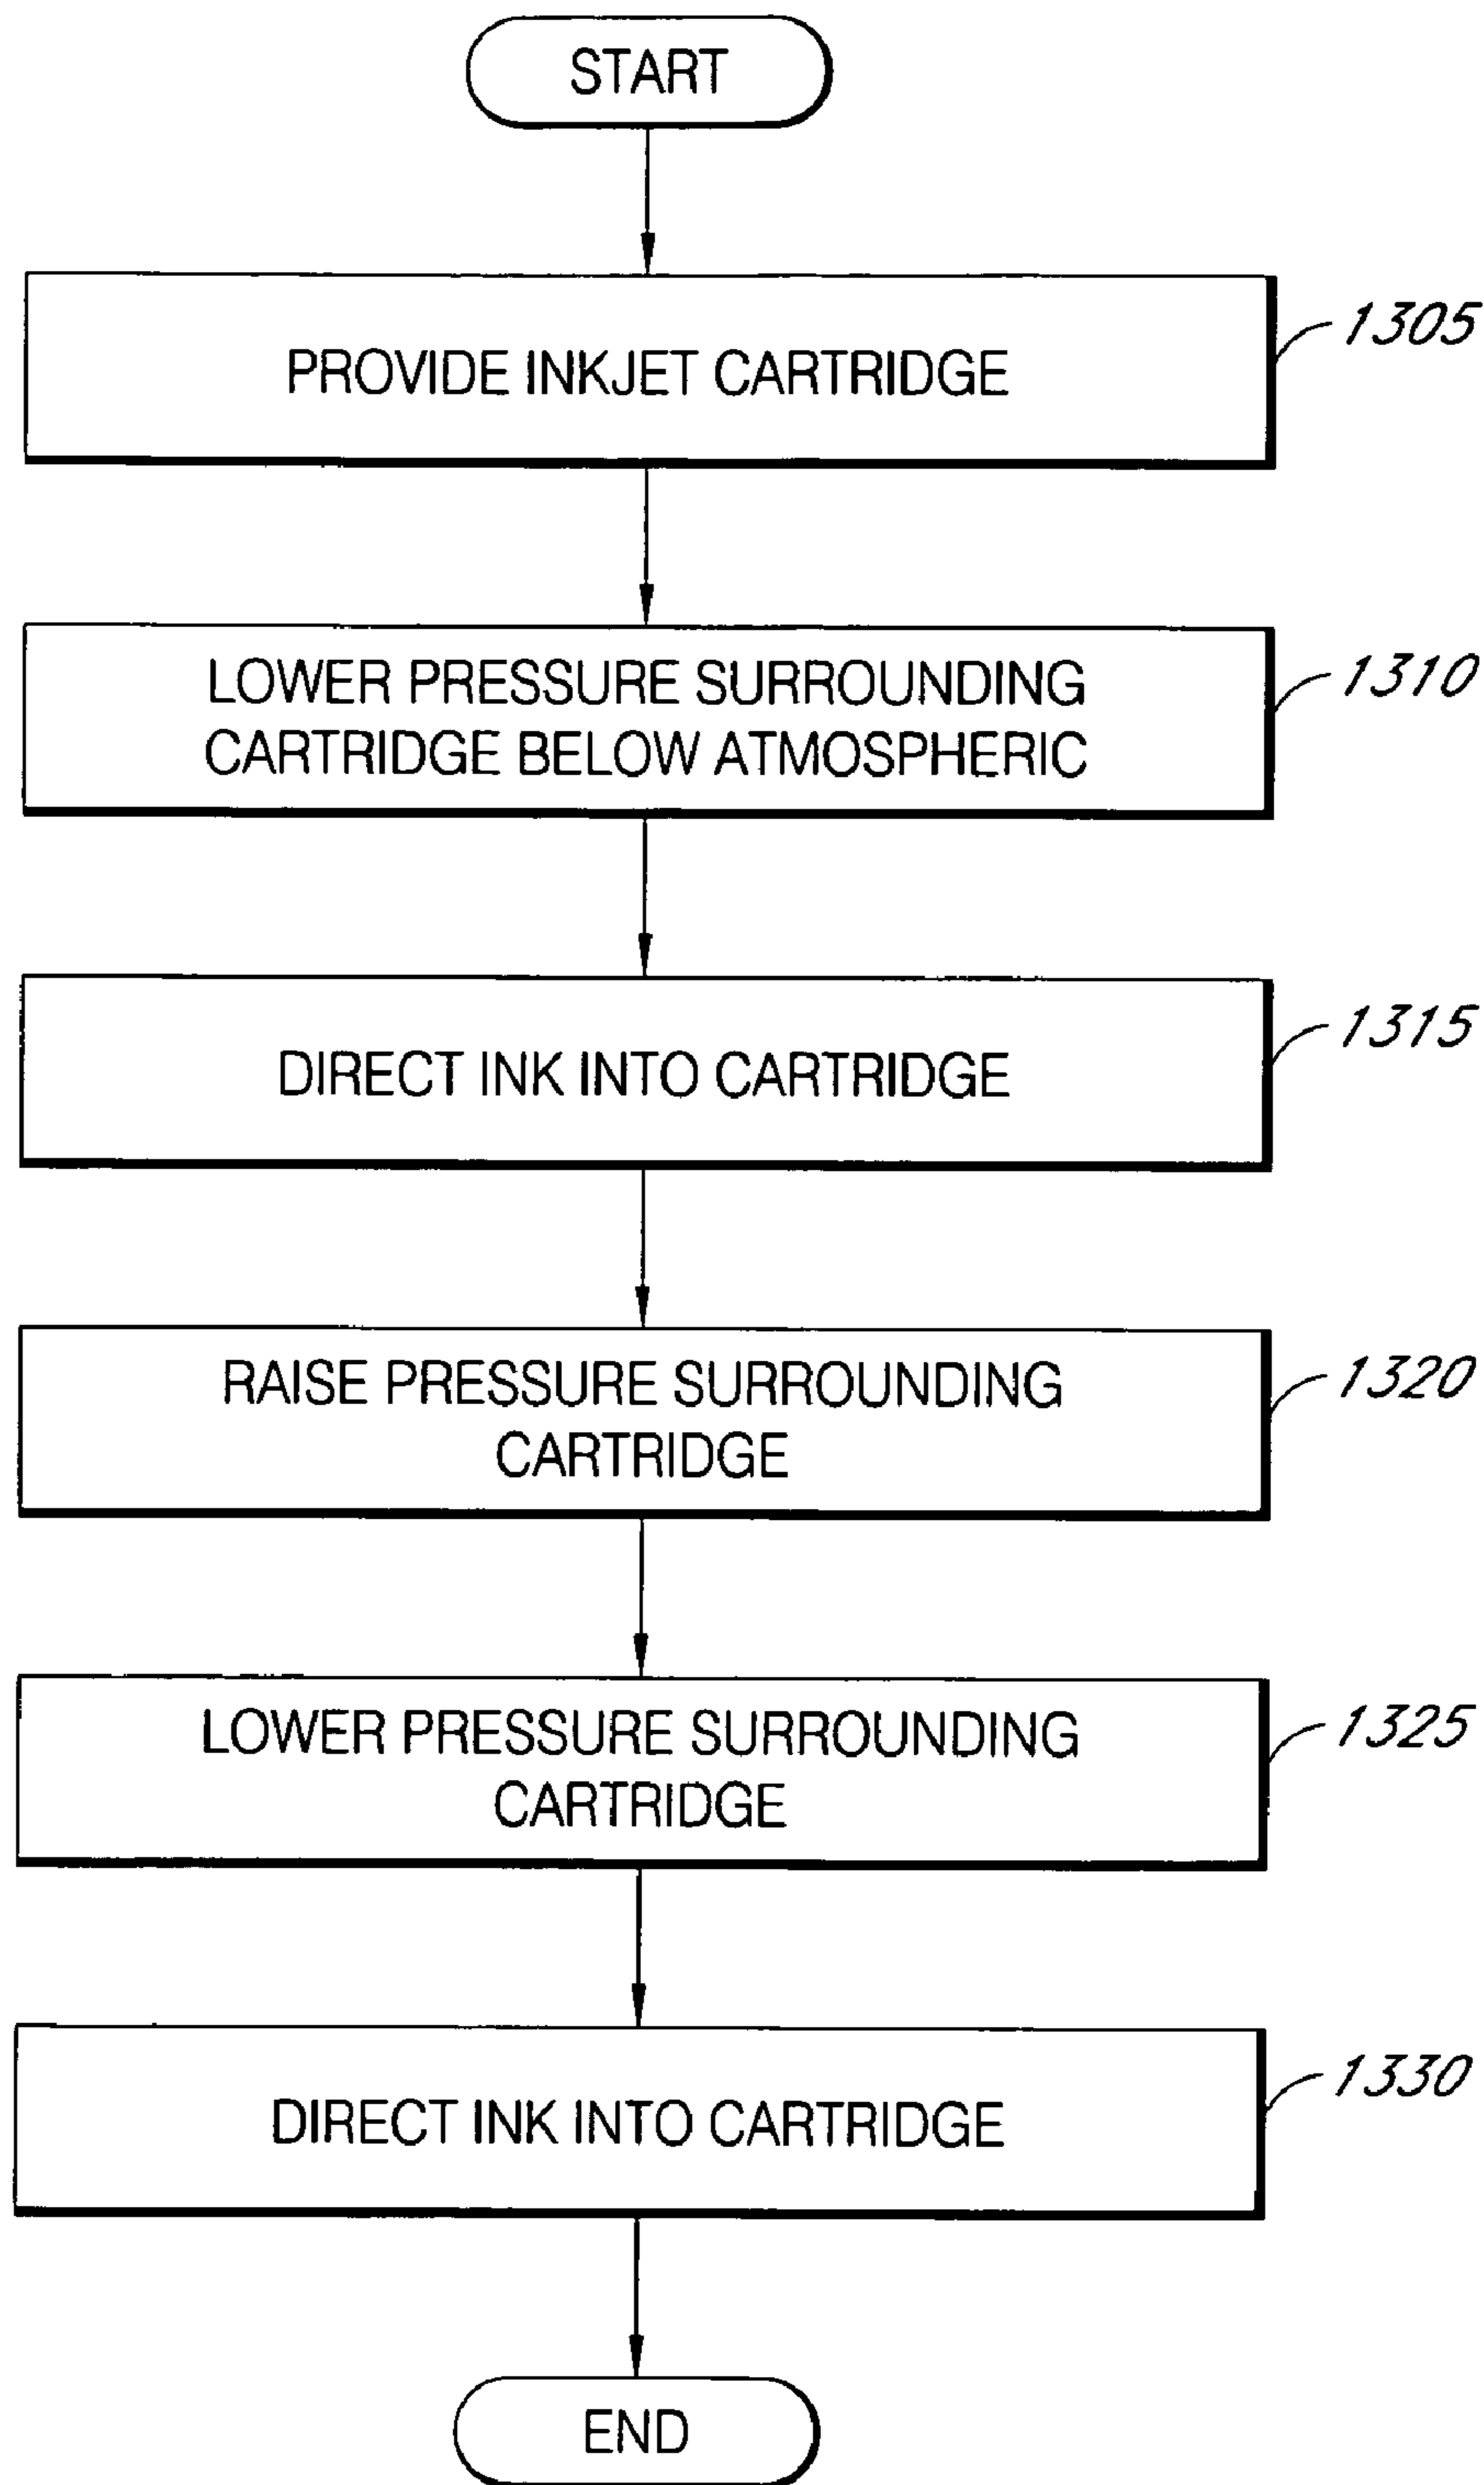 START
PROVIDE INKJET CARTRIDGE
1305
LOWER PRESSURE SURROUNDING
CARTRIDGE BELOW ATMOSPHERIC
1310
DIRECT INK INTO CARTRIDGE
1315
RAISE PRESSURE SURROUNDING
CARTRIDGE
1320
LOWER PRESSURE SURROUNDING
CARTRIDGE
1325
DIRECT INK INTO CARTRIDGE
1330
END